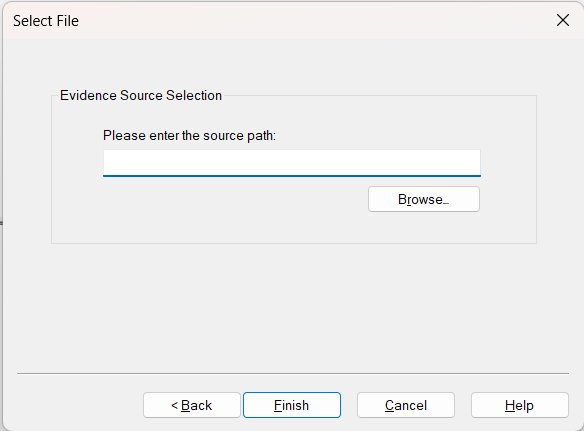 Select File
Evidence Source Selection
Please enter the source path:
Browse...
< Back
Finish
Cancel
Help